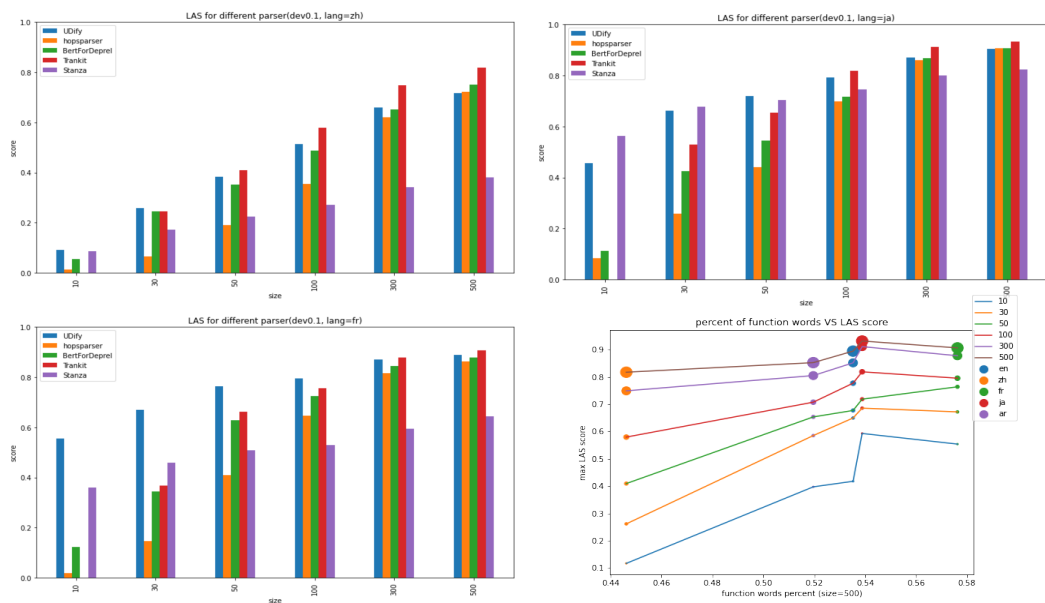 LAS for different parser(dev0.1, lang=zh)
1.0
0.8
0.6
0.4
0.2
0.0
score
UDify
hopsparser
BertForDeprel
Trankit
Stanza
10
30
50
100
300
500
size
LAS for different parser(dev0.1, lang=ja)
1.0
0.8
0.6
0.4
0.2
0.0
score
UDify
hopsparser
BertForDeprel
Trankit
Stanza
10
30
50
100
300
500
size
LAS for different parser(dev0.1, lang=fr)
1.0
0.8
0.6
0.4
0.2
0.0
score
UDify
hopsparser
BertForDeprel
Trankit
Stanza
10
30
50
100
300
500
size
percent of function words VS LAS score
0.9
0.8
0.7
0.6
0.5
0.4
0.3
0.2
0.1
max LAS score
10
30
50
100
300
500
en
zh
fr
ja
ar
0.44 0.46 0.48 0.50 0.52 0.54 0.56 0.58
function words percent (size=500)